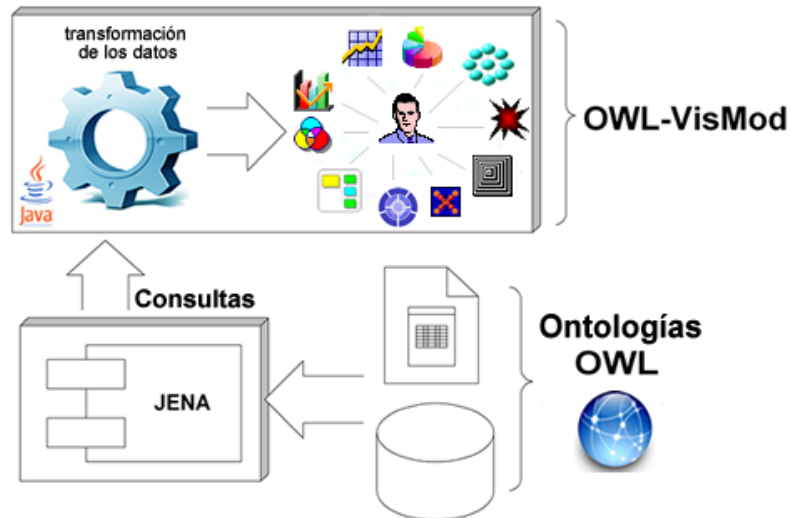 transformación
de los datos
Java
OWL-VisMod
Consultas
JENA
Ontologías
OWL